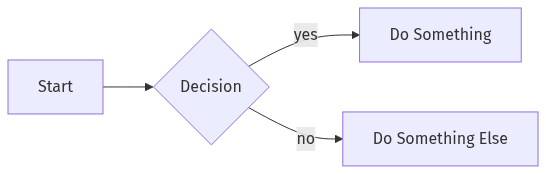 Start
Decision
yes
Do Something
no
Do Something Else